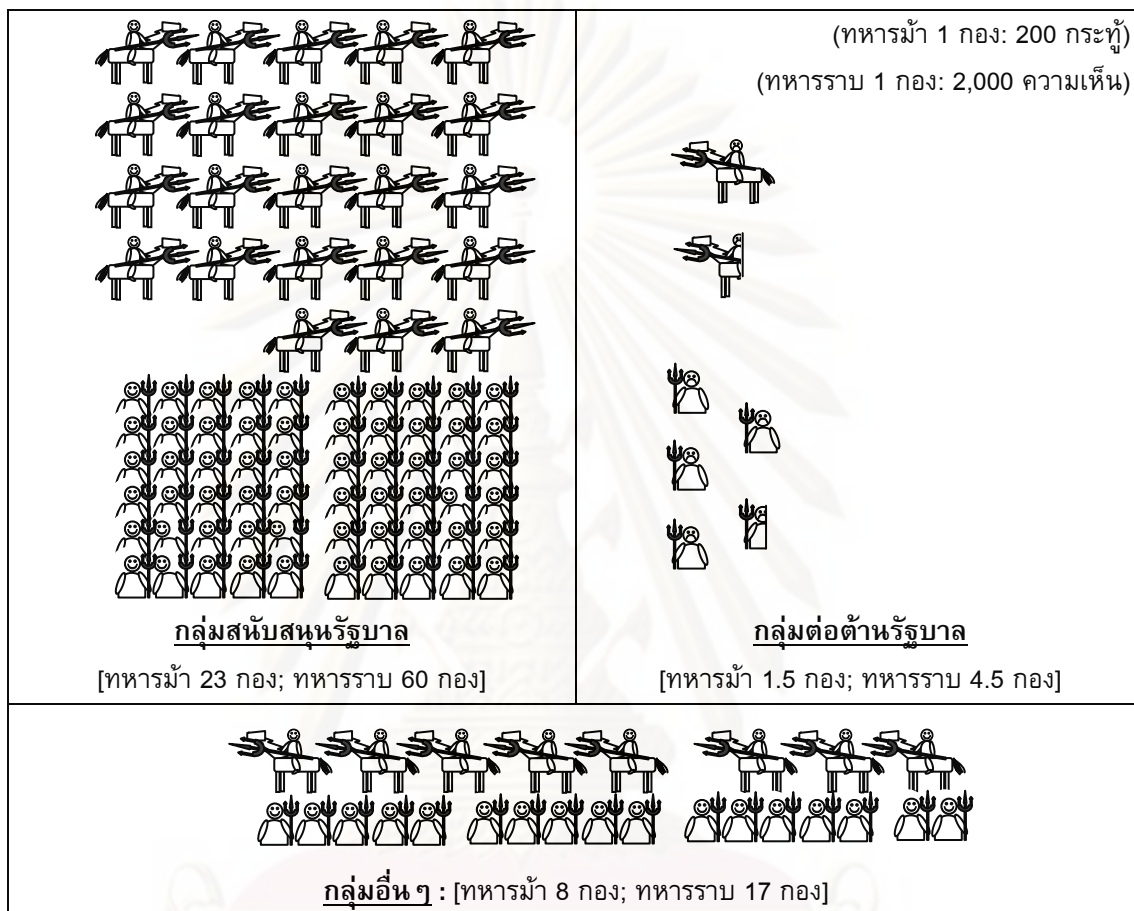 (ทหารม้า 1 กอง: 200 กระทู้)
(ทหารราบ 1 กอง: 2,000 ความเห็น)
กลุ่มสนับสนุนรัฐบาล
[ทหารม้า 23 กอง; ทหารราบ 60 กอง]
กลุ่มต่อต้านรัฐบาล
[ทหารม้า 1.5 กอง; ทหารราบ 4.5 กอง]
กลุ่มอื่น ๆ : [ทหารม้า 8 กอง; ทหารราบ 17 กอง]